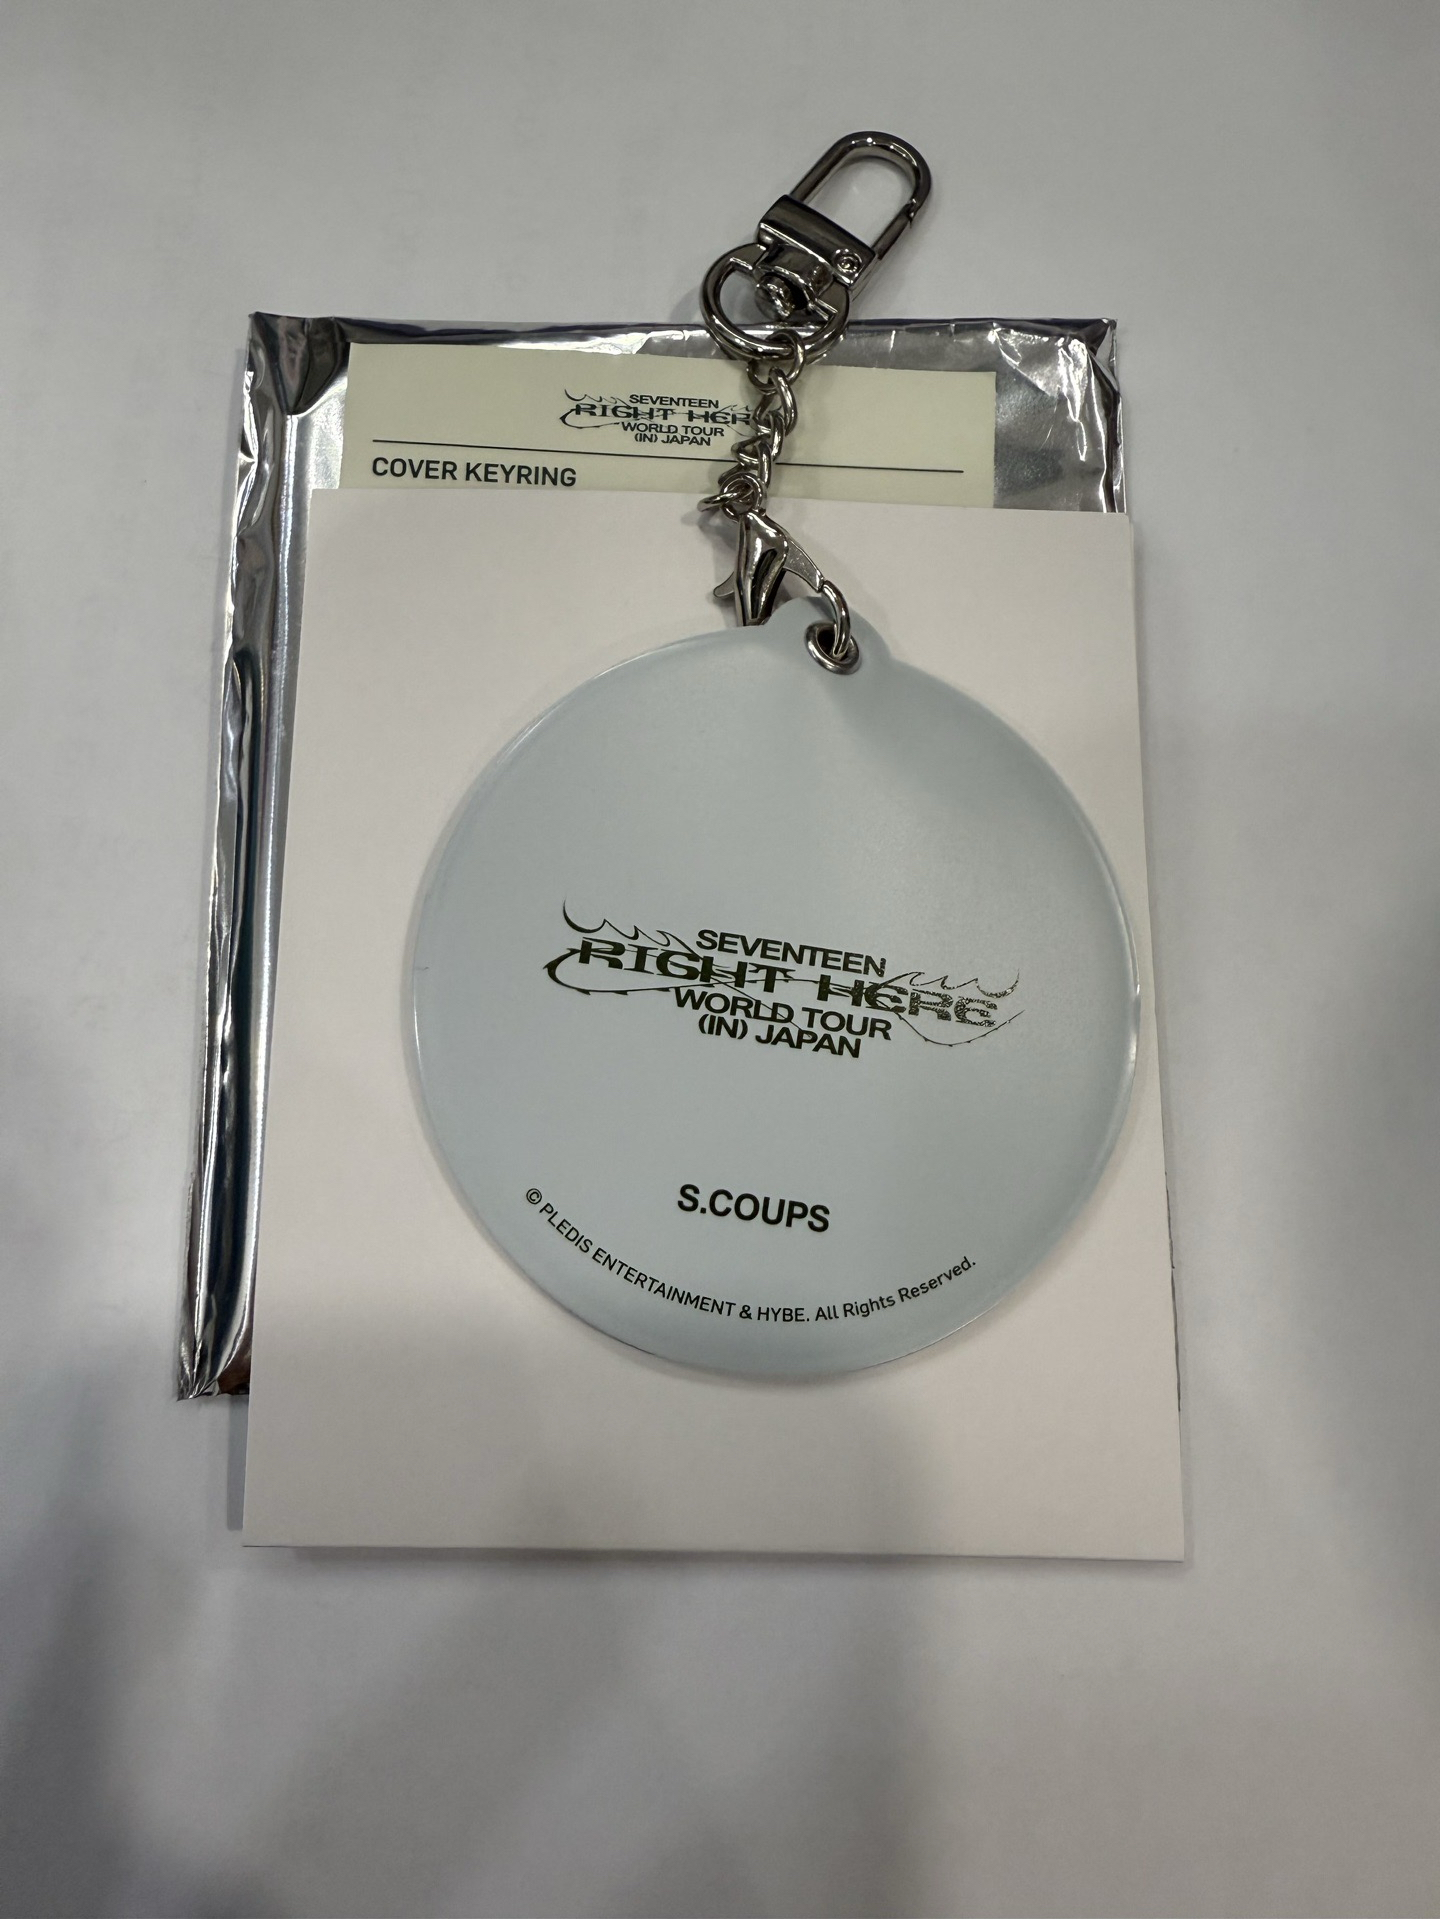 SEVENTEEN
RIGHT HER
WORLD TOUR
(IN) JAPAN
COVER KEYRING
SEVENTEEN
RIGHT HERE
WORLD TOUR
(IN) JAPAN
S.COUPS
© PLEDIS ENTERTAINMENT & HYBE. All Rights Reserved.